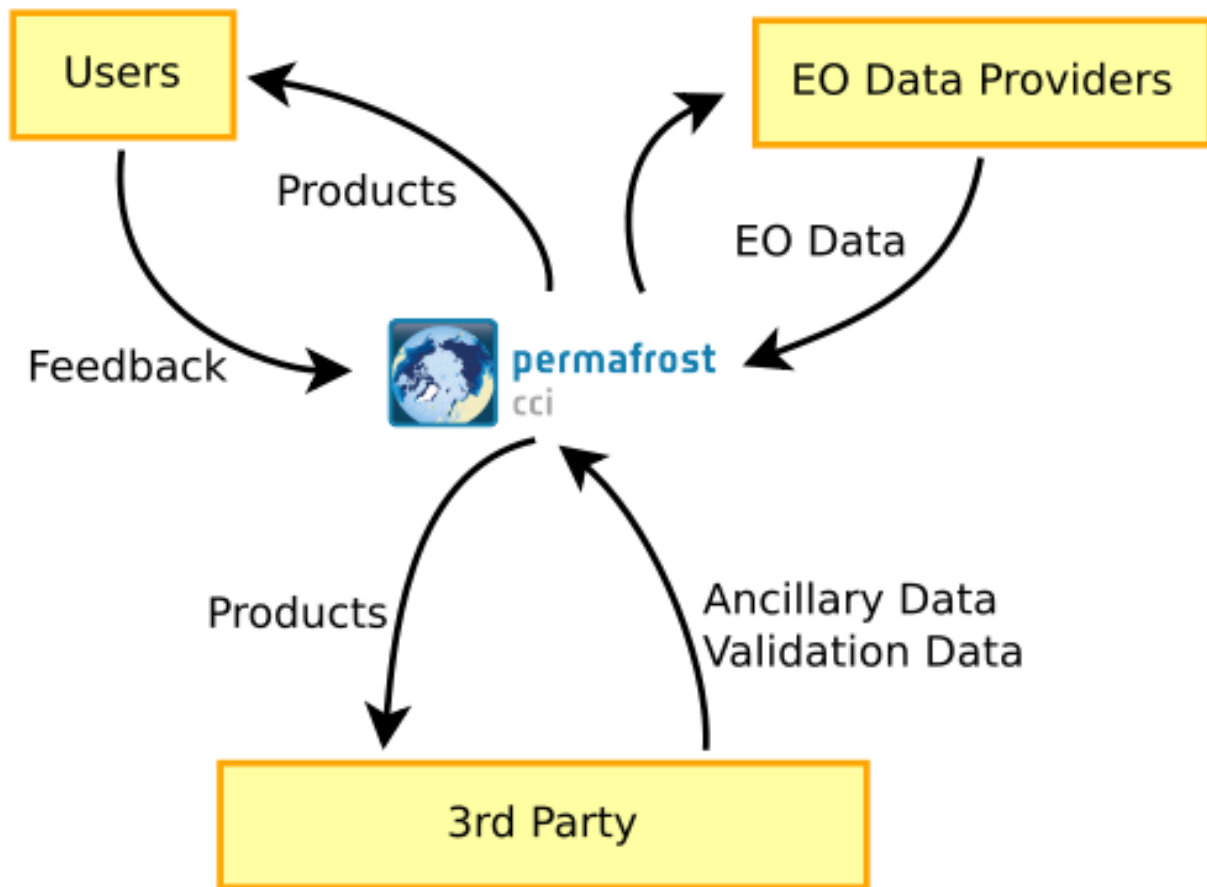 Users
EO Data Providers
Products
EO Data
Feedback
permafrost
cci
Products
Ancillary Data
Validation Data
3rd Party